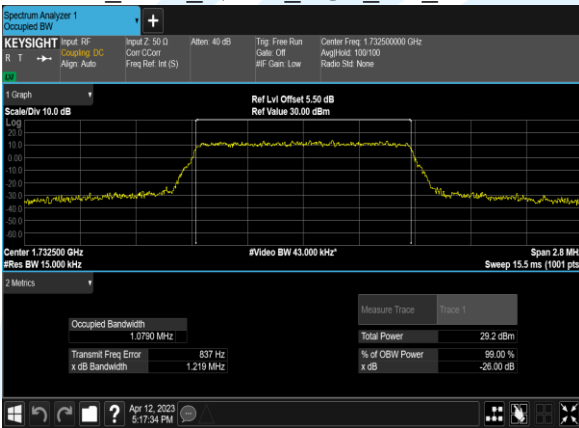 Spectrum Analyzer 1
Occupied BW
+
KEYSIGHT Input: RF Input Z: 50 Ω Atten: 40 dB Trig: Free Run Center Freq: 1.732500000 GHz
R T Coupling: DC Corr CCorr Gate: Off Avg|Hold: 100/100
Align: Auto Freq Ref: Int (S) #IF Gain: Low Radio Std: None
1 Graph Ref Lvl Offset 5.50 dB
Scale/Div 10.0 dB Ref Value 30.00 dBm
Log
20.0
10.0
0.00
-10.0
-20.0
-30.0
-40.0
-50.0
-60.0
Center 1.732500 GHz #Video BW 43.000 kHz* Span 2.8 MH
#Res BW 15.000 kHz Sweep 15.5 ms (1001 pts
2 Metrics
Measure Trace Trace 1
Occupied Bandwidth
1.0790 MHz Total Power 29.2 dBm
Transmit Freq Error 837 Hz % of OBW Power 99.00 %
x dB Bandwidth 1.219 MHz x dB -26.00 dB
? Apr 12, 2023
5:17:34 PM